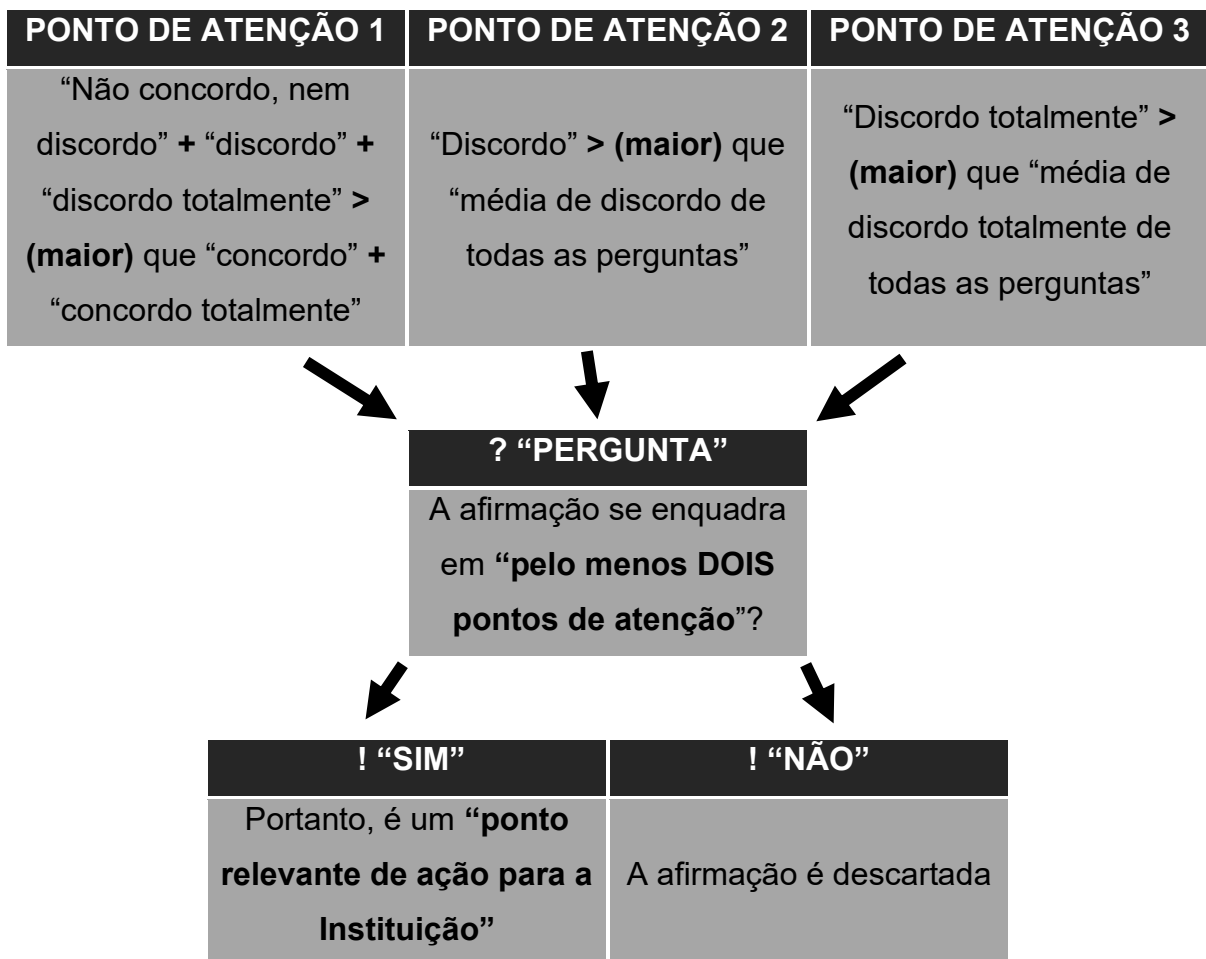 PONTO DE ATENÇÃO 1
“Não concordo, nem
discordo” + “discordo” +
“discordo totalmente” >
(maior) que “concordo” +
“concordo totalmente”
PONTO DE ATENÇÃO 2
“Discordo” > (maior) que
“média de discordo de
todas as perguntas”
PONTO DE ATENÇÃO 3
“Discordo totalmente” >
(maior) que “média de
discordo totalmente de
todas as perguntas”
? “PERGUNTA”
A afirmação se enquadra
em “pelo menos DOIS
pontos de atenção”?
! “SIM”
Portanto, é um “ponto
relevante de ação para a
Instituição”
! “NÃO”
A afirmação é descartada